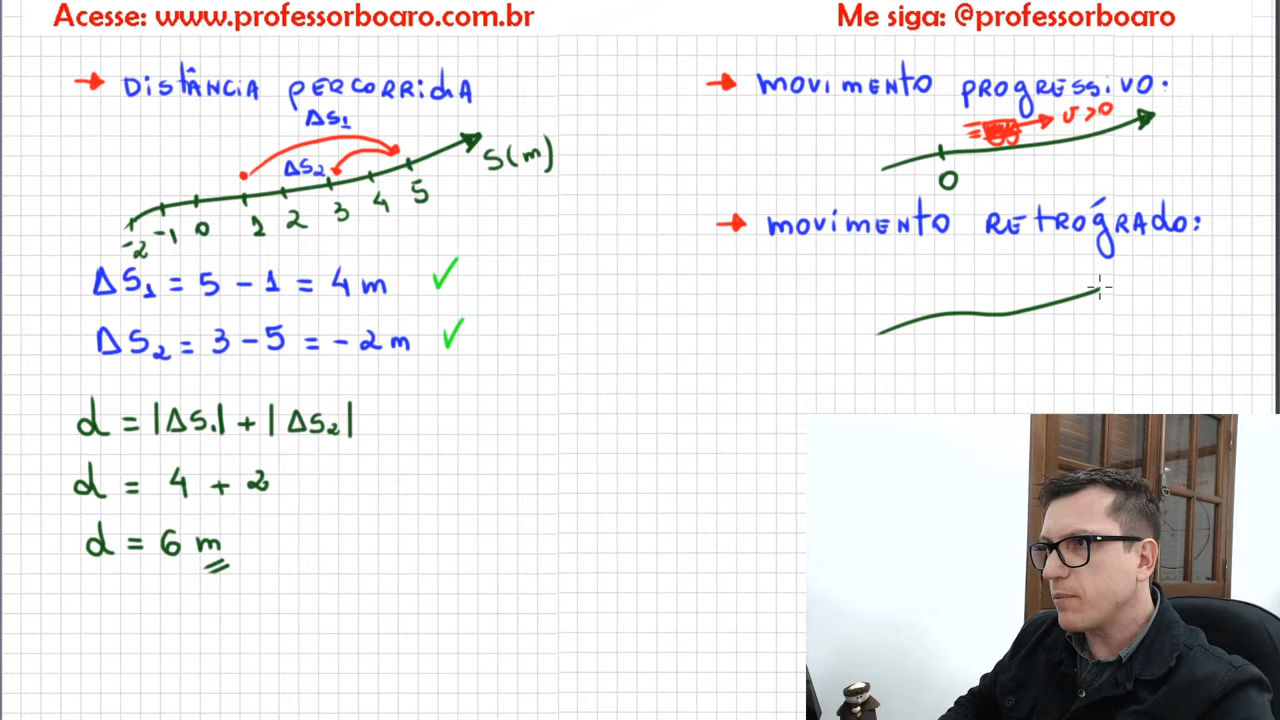 Acesse: www.professorboaro.com.br
Me siga: @professorboaro
→ DISTÂNCIA PERCORRIDA
ΔS₁
ΔS₂
S(m)
-2 -1 0 1 2 3 4 5
ΔS₁ = 5 - 1 = 4 m ✓
ΔS₂ = 3 - 5 = - 2 m ✓
d = |ΔS₁| + |ΔS₂|
d = 4 + 2
d = 6 m
→ MOVIMENTO PROGRESSIVO:
v > 0
0
→ MOVIMENTO RETRÓGRADO: